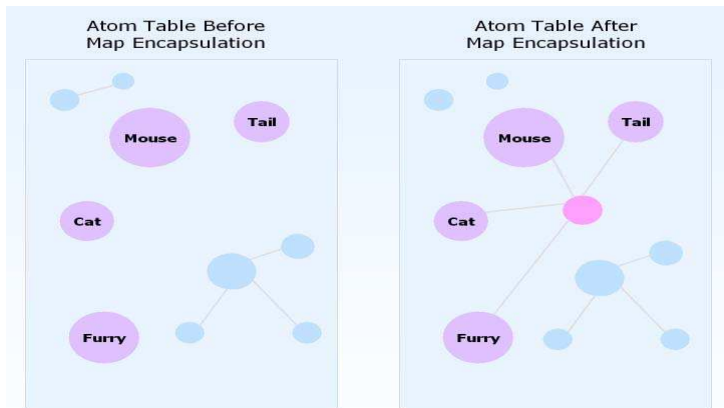 Atom Table Before
Map Encapsulation
Mouse
Tail
Cat
Furry
Atom Table After
Map Encapsulation
Mouse
Tail
Cat
Furry